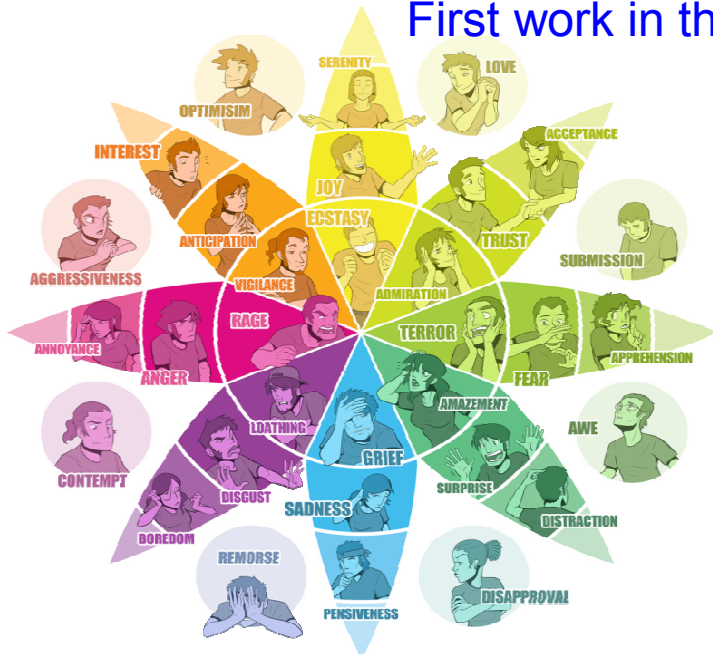 First work in th
SERENITY
LOVE
OPTIMISIM
ACCEPTANCE
INTEREST
JOY
TRUST
ECSTASY
ANTICIPATION
SUBMISSION
AGGRESSIVENESS
VIGILANCE
ADMIRATION
RAGE
TERROR
ANNOYANCE
ANGER
FEAR
APPREHENSION
AMAZEMENT
LOATHING
AWE
GRIEF
CONTEMPT
SURPRISE
DISGUST
SADNESS
DISTRACTION
BOREDOM
REMORSE
DISAPPROVAL
PENSIVENESS